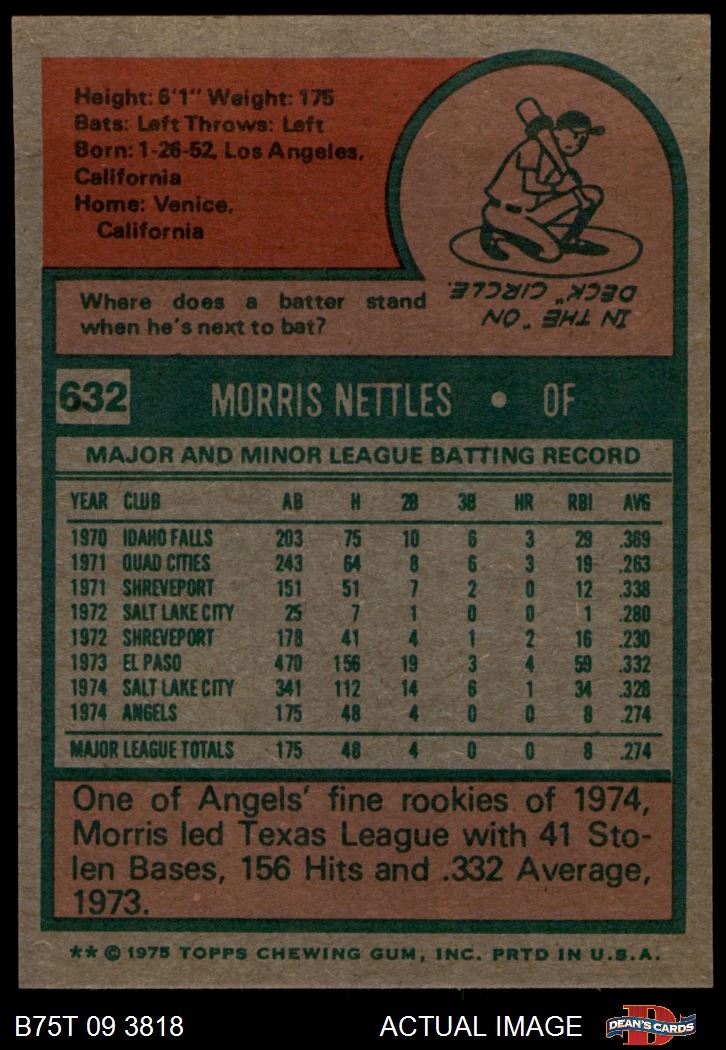 Height: 6'1" Weight: 175
Bats: Left Throws: Left
Born: 1-26-52, Los Angeles,
California
Home: Venice,
California
Where does a batter stand
when he's next to bat?
IN THE "ON
DECK" CIRCLE.
632 MORRIS NETTLES • OF
MAJOR AND MINOR LEAGUE BATTING RECORD
YEAR CLUB AB H 2B 3B HR RBI AVG
1970 IDAHO FALLS 203 75 10 6 3 29 .369
1971 QUAD CITIES 243 64 8 6 3 19 .263
1971 SHREVEPORT 151 51 7 2 0 12 .338
1972 SALT LAKE CITY 25 7 1 0 0 1 .280
1972 SHREVEPORT 178 41 4 1 2 16 .230
1973 EL PASO 470 156 19 3 4 59 .332
1974 SALT LAKE CITY 341 112 14 6 1 34 .328
1974 ANGELS 175 48 4 0 0 8 .274
MAJOR LEAGUE TOTALS 175 48 4 0 0 8 .274
One of Angels' fine rookies of 1974,
Morris led Texas League with 41 Sto-
len Bases, 156 Hits and .332 Average,
1973.
** © 1975 TOPPS CHEWING GUM, INC. PRTD IN U.S.A.
B75T 09 3818 ACTUAL IMAGE D DEAN'S CARDS